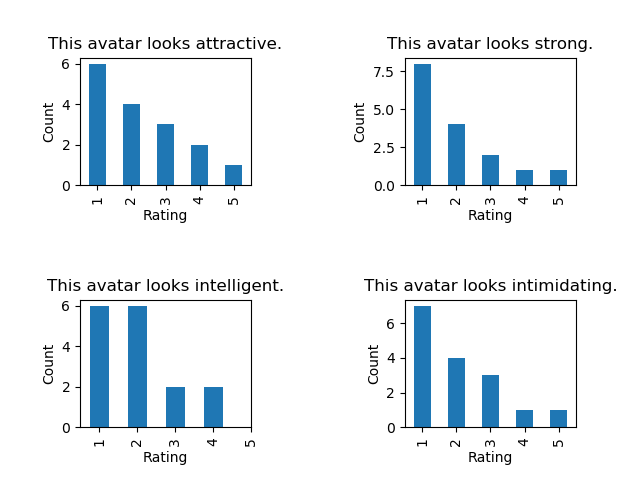 This avatar looks attractive.
6
4
2
0
Count
1 2 3 4 5
Rating
This avatar looks strong.
7.5
5.0
2.5
0.0
Count
1 2 3 4 5
Rating
This avatar looks intelligent.
6
4
2
0
Count
1 2 3 4 5
Rating
This avatar looks intimidating.
6
4
2
0
Count
1 2 3 4 5
Rating